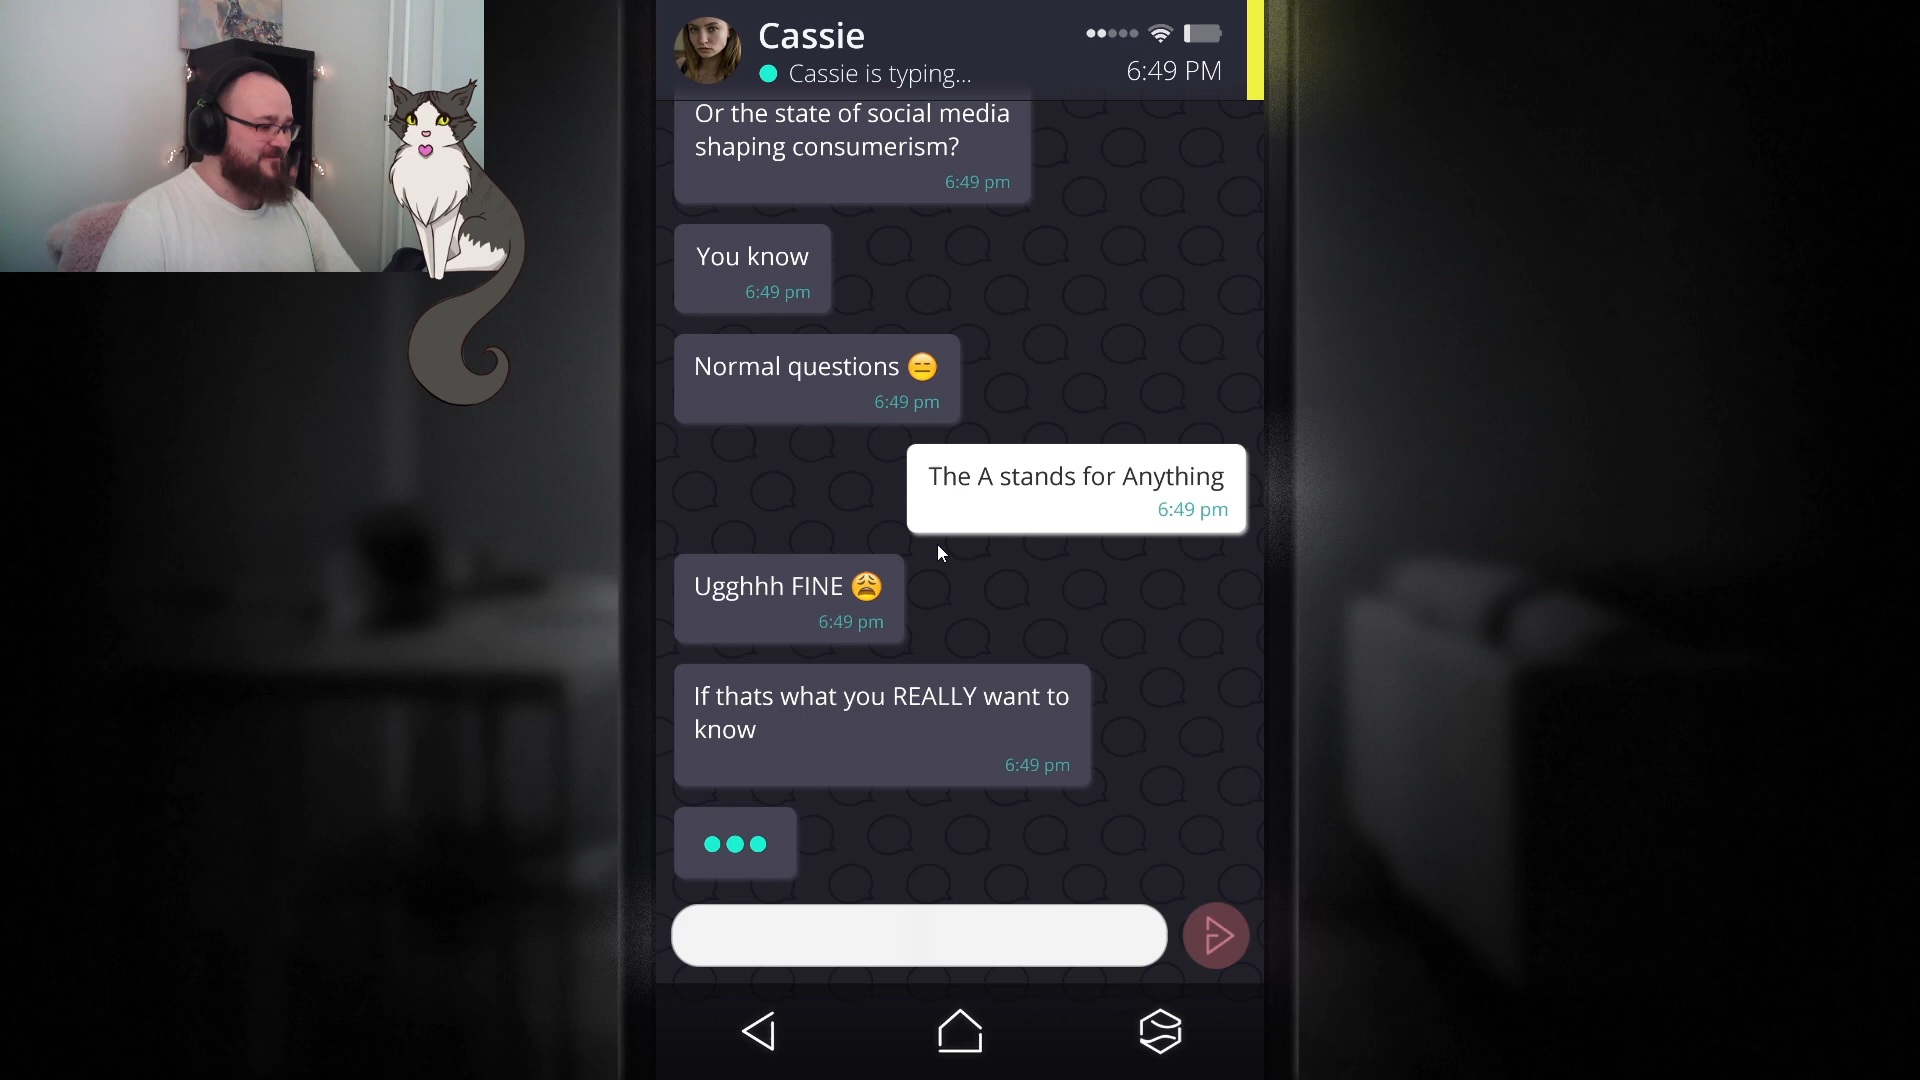 Cassie
Cassie is typing...
6:49 PM
Or the state of social media
shaping consumerism?
6:49 pm
You know
6:49 pm
Normal questions 😑
6:49 pm
The A stands for Anything
6:49 pm
Ugghhh FINE 😩
6:49 pm
If thats what you REALLY want to
know
6:49 pm